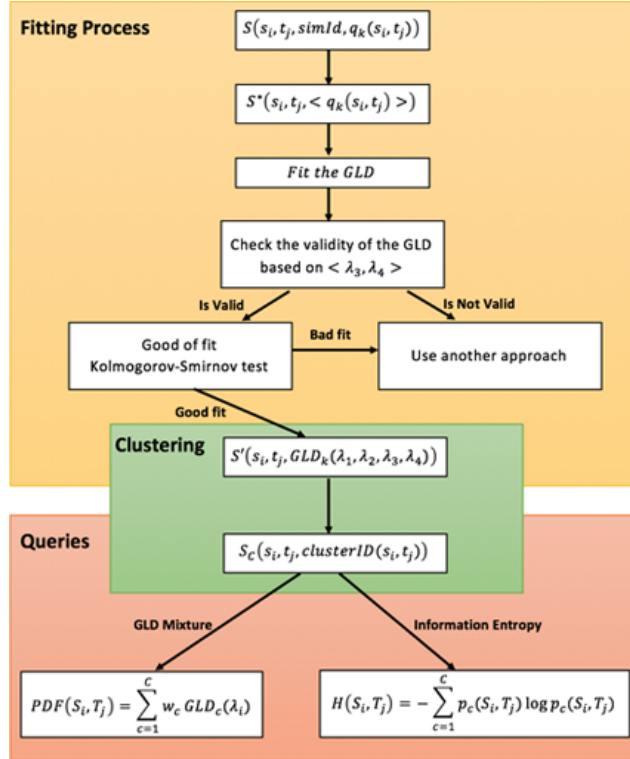 Fitting Process
S(s_i, t_j, simId, q_k(s_i, t_j))
S*(s_i, t_j, < q_k(s_i, t_j) >)
Fit the GLD
Check the validity of the GLD
based on < λ_3, λ_4 >
Is Valid
Is Not Valid
Good of fit
Kolmogorov-Smirnov test
Bad fit
Use another approach
Good fit
Clustering
S'(s_i, t_j, GLD_k(λ_1, λ_2, λ_3, λ_4))
Queries
S_C(s_i, t_j, clusterID(s_i, t_j))
GLD Mixture
Information Entropy
PDF(S_i, T_j) = ∑_{c=1}^{C} w_c GLD_c(λ_i)
H(S_i, T_j) = − ∑_{c=1}^{C} p_c(S_i, T_j) log p_c(S_i, T_j)